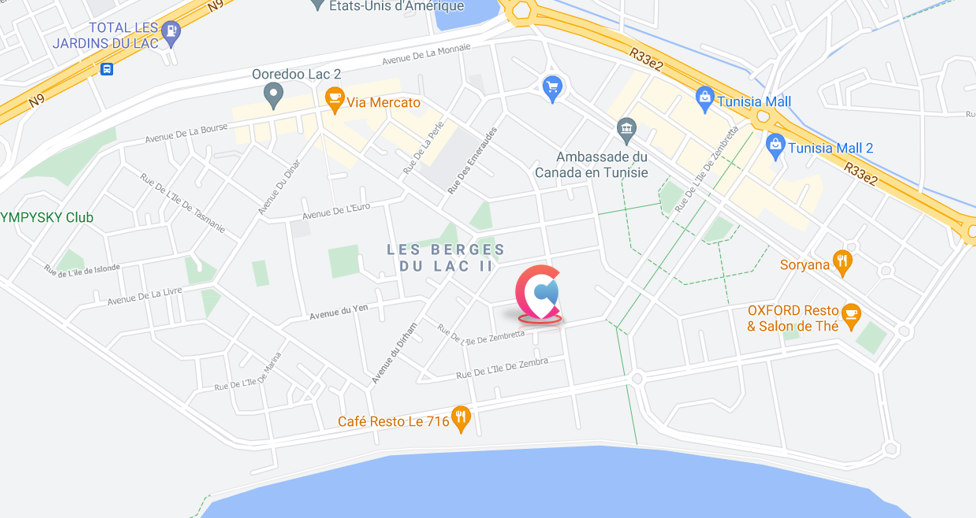 N9
Etats-Unis d'Amérique
TOTAL LES
JARDINS DU LAC
Avenue De La Monnaie
R33e2
Ooredoo Lac 2
Via Mercato
Tunisia Mall
N9
Avenue De La Bourse
Rue De La Perle
Rue Des Emeraudes
Ambassade du
Canada en Tunisie
Rue De L'Ile De Zembretta
Tunisia Mall 2
R33e2
Avenue Du Dinar
Rue De L'Ile De Tasmanie
YMPYSKY Club
Avenue De L'Euro
LES BERGES
DU LAC II
Rue de L'ile de Islonde
Soryana
Avenue De La Livre
Avenue du Yen
OXFORD Resto
& Salon de Thé
Rue De L'Ile De Zembretta
Avenue du Dirham
Rue De L'Ile De Marina
Rue De L'Ile De Zembra
Café Resto Le 716